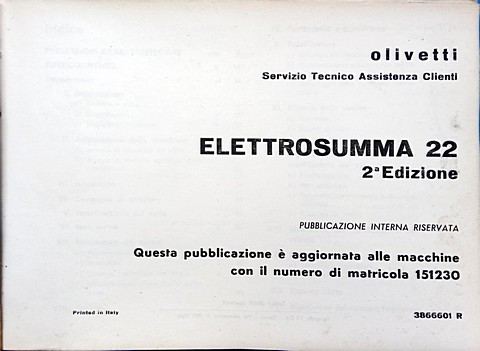 olivetti
Servizio Tecnico Assistenza Clienti
ELETTROSUMMA 22
2ª Edizione
PUBBLICAZIONE INTERNA RISERVATA
Questa pubblicazione è aggiornata alle macchine
con il numero di matricola 151230
Printed in Italy
3866601 R